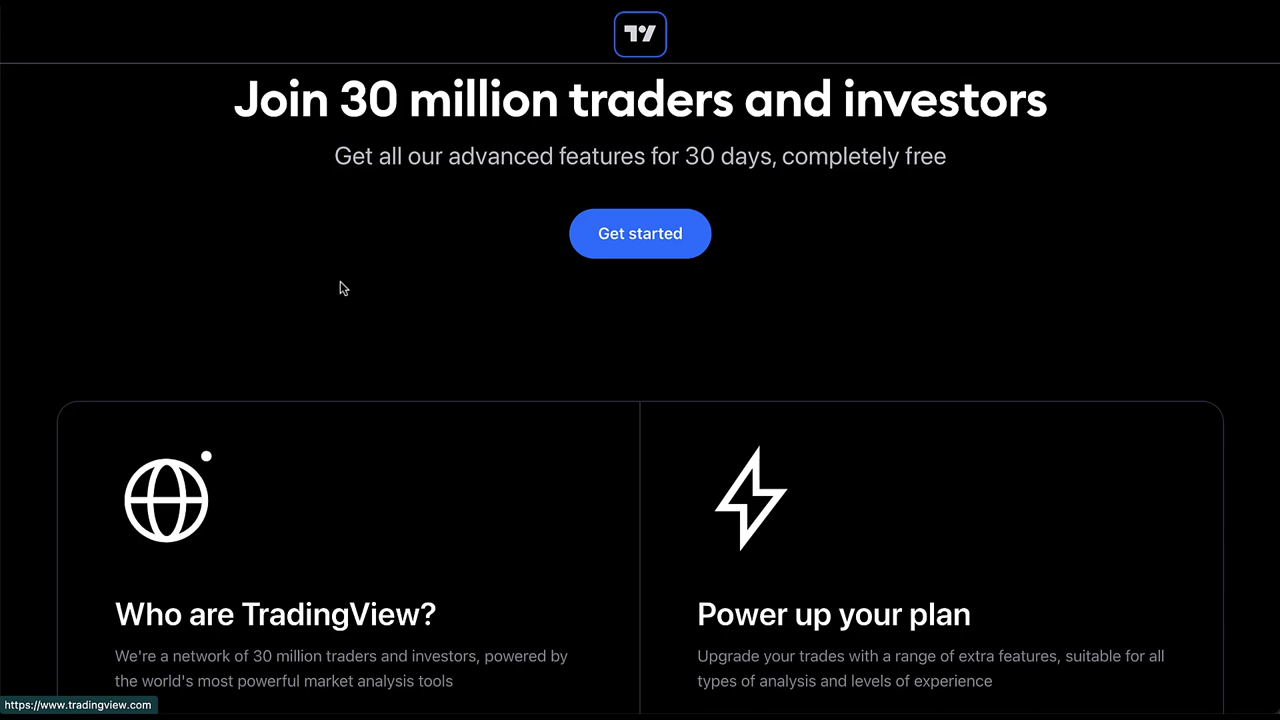 TV
Join 30 million traders and investors
Get all our advanced features for 30 days, completely free
Get started
Who are TradingView?
We're a network of 30 million traders and investors, powered by
the world's most powerful market analysis tools
Power up your plan
Upgrade your trades with a range of extra features, suitable for all
types of analysis and levels of experience
https://www.tradingview.com